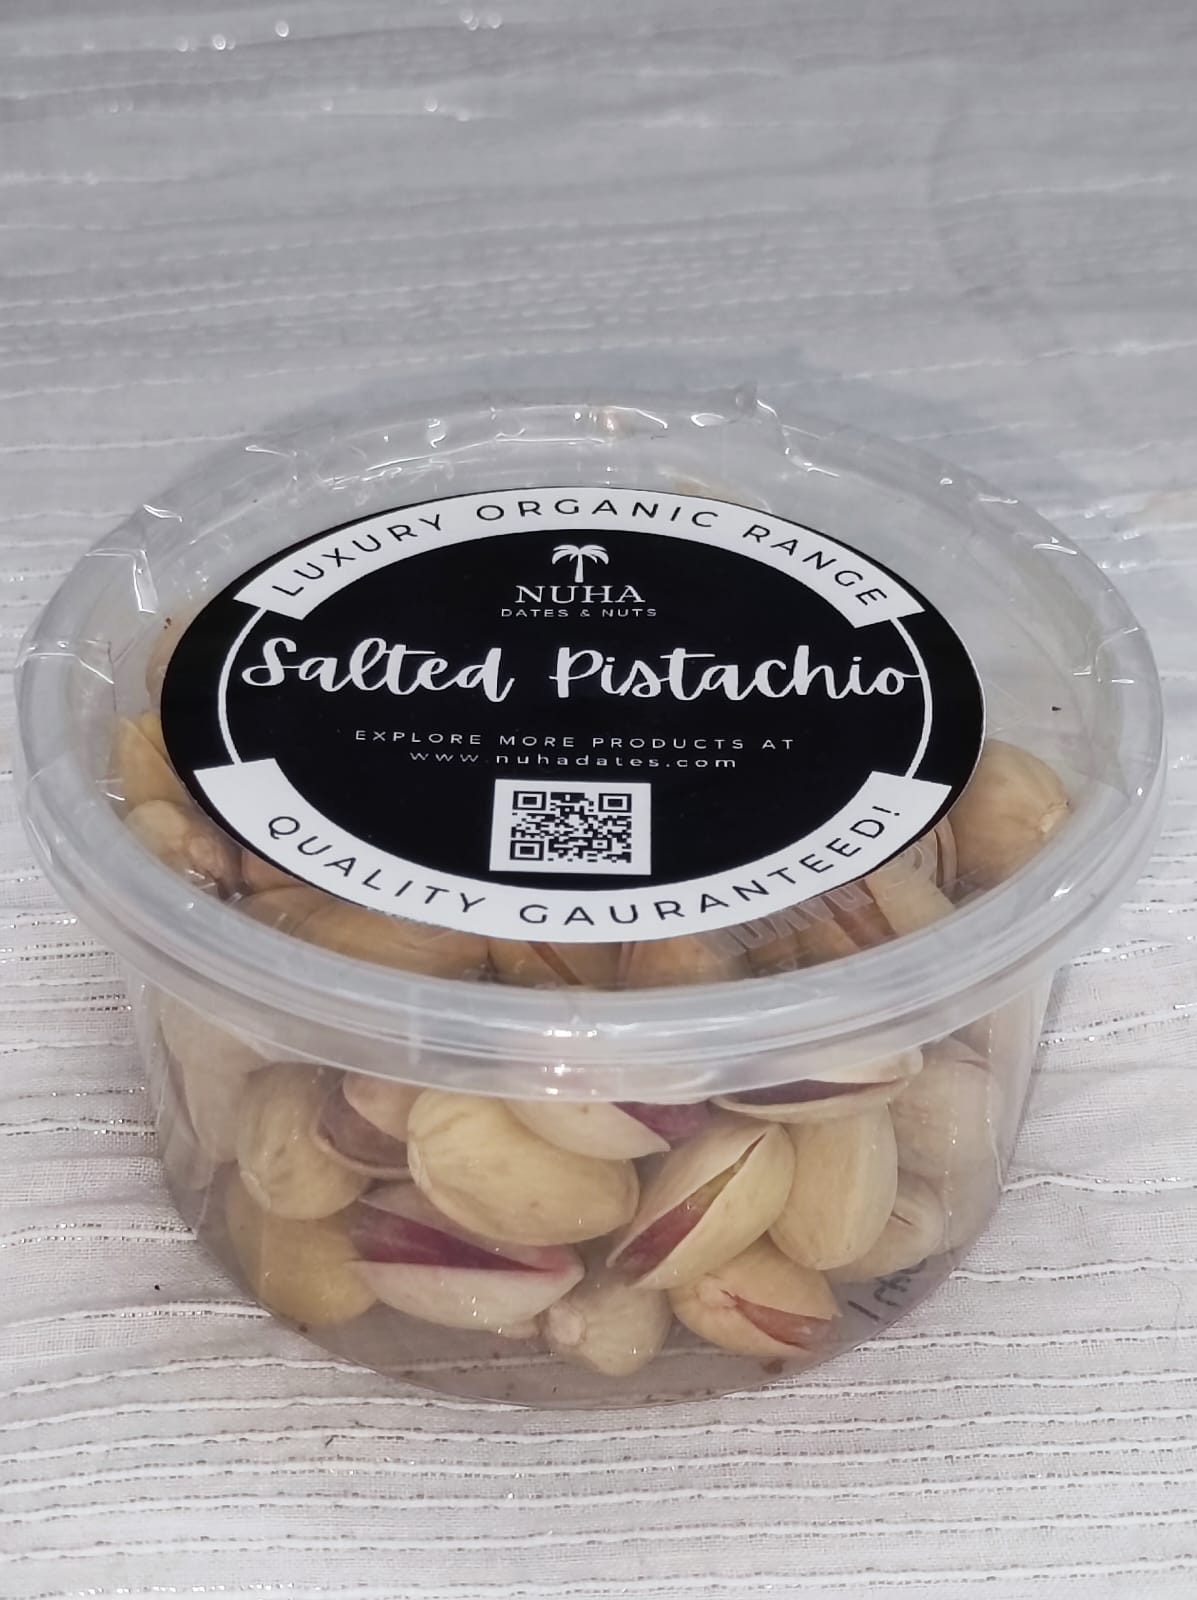 LUXURY ORGANIC RANGE
NUHA
DATES & NUTS
Salted Pistachio
EXPLORE MORE PRODUCTS AT
www.nuhadates.com
QUALITY GAURANTEED!